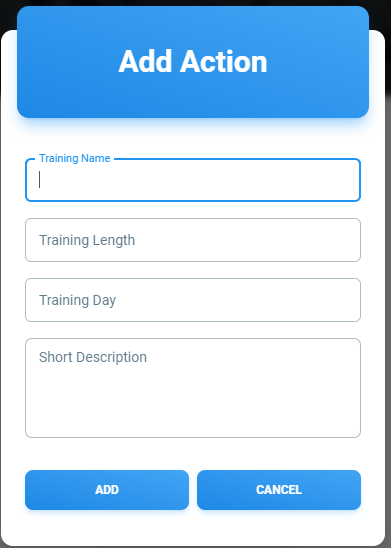 Add Action
Training Name
Training Length
Training Day
Short Description
ADD
CANCEL